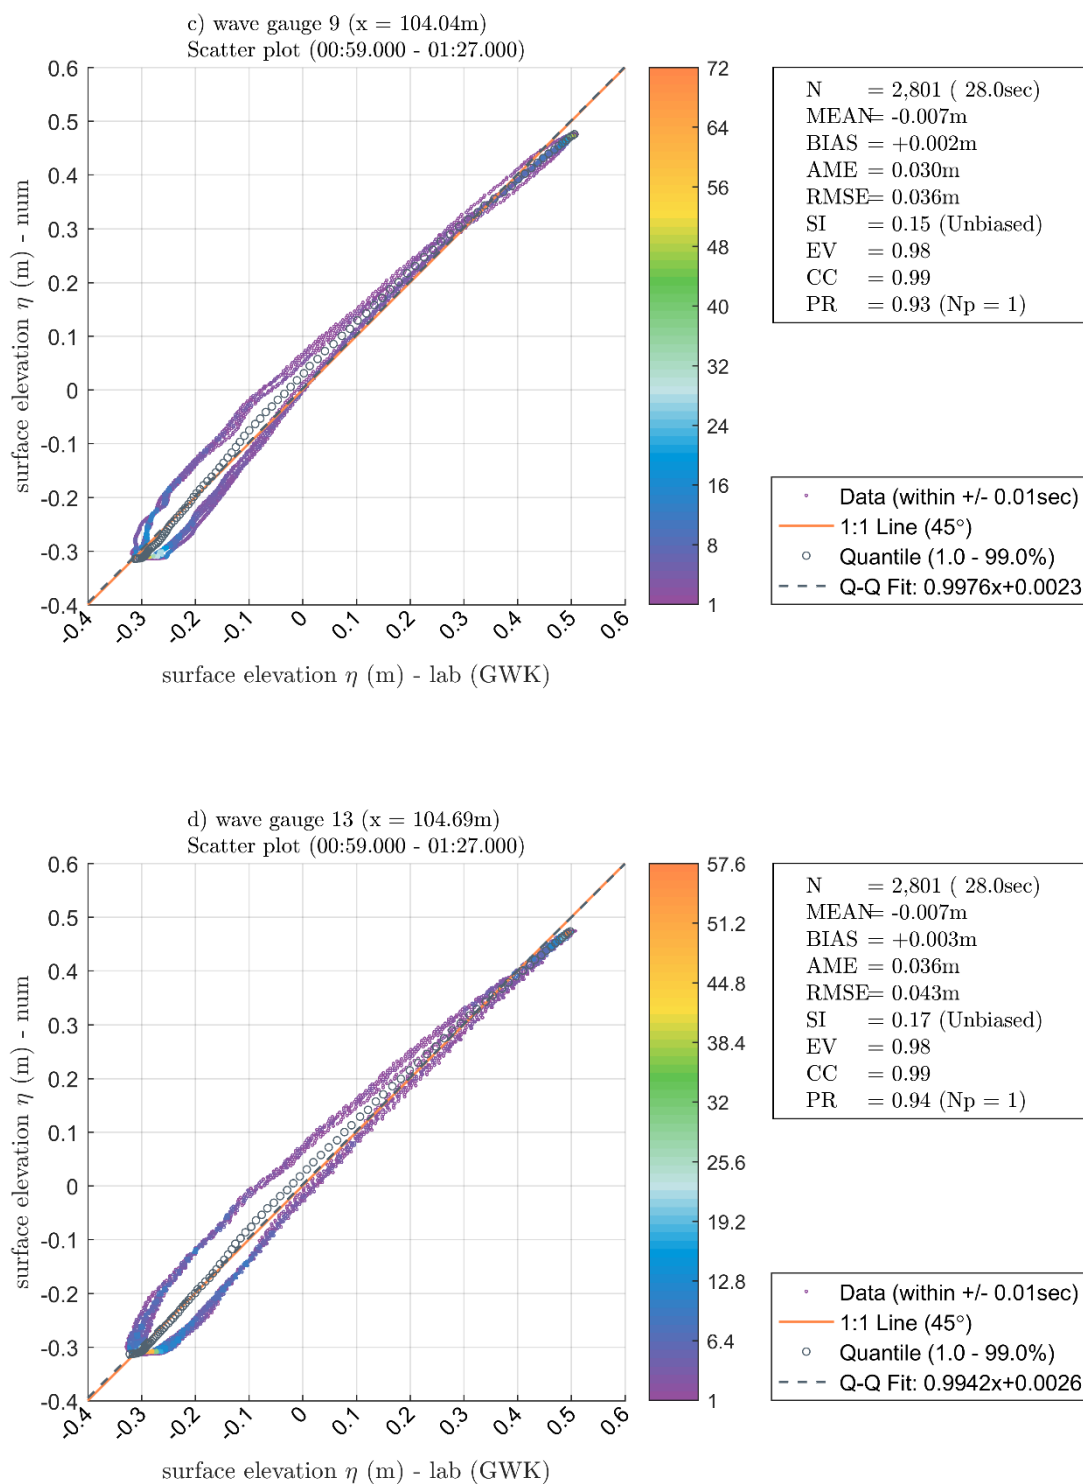 c) wave gauge 9 (x = 104.04m)
Scatter plot (00:59.000 - 01:27.000)
surface elevation η (m) - num
0.6
0.5
0.4
0.3
0.2
0.1
0
-0.1
-0.2
-0.3
-0.4
-0.4 -0.3 -0.2 -0.1 0 0.1 0.2 0.3 0.4 0.5 0.6
surface elevation η (m) - lab (GWK)
72
64
56
48
40
32
24
16
8
1
N = 2,801 ( 28.0sec)
MEAN= -0.007m
BIAS = +0.002m
AME = 0.030m
RMSE= 0.036m
SI = 0.15 (Unbiased)
EV = 0.98
CC = 0.99
PR = 0.93 (Np = 1)
Data (within +/- 0.01sec)
1:1 Line (45°)
Quantile (1.0 - 99.0%)
Q-Q Fit: 0.9976x+0.0023
d) wave gauge 13 (x = 104.69m)
Scatter plot (00:59.000 - 01:27.000)
surface elevation η (m) - num
0.6
0.5
0.4
0.3
0.2
0.1
0
-0.1
-0.2
-0.3
-0.4
-0.4 -0.3 -0.2 -0.1 0 0.1 0.2 0.3 0.4 0.5 0.6
surface elevation η (m) - lab (GWK)
57.6
51.2
44.8
38.4
32
25.6
19.2
12.8
6.4
1
N = 2,801 ( 28.0sec)
MEAN= -0.007m
BIAS = +0.003m
AME = 0.036m
RMSE= 0.043m
SI = 0.17 (Unbiased)
EV = 0.98
CC = 0.99
PR = 0.94 (Np = 1)
Data (within +/- 0.01sec)
1:1 Line (45°)
Quantile (1.0 - 99.0%)
Q-Q Fit: 0.9942x+0.0026